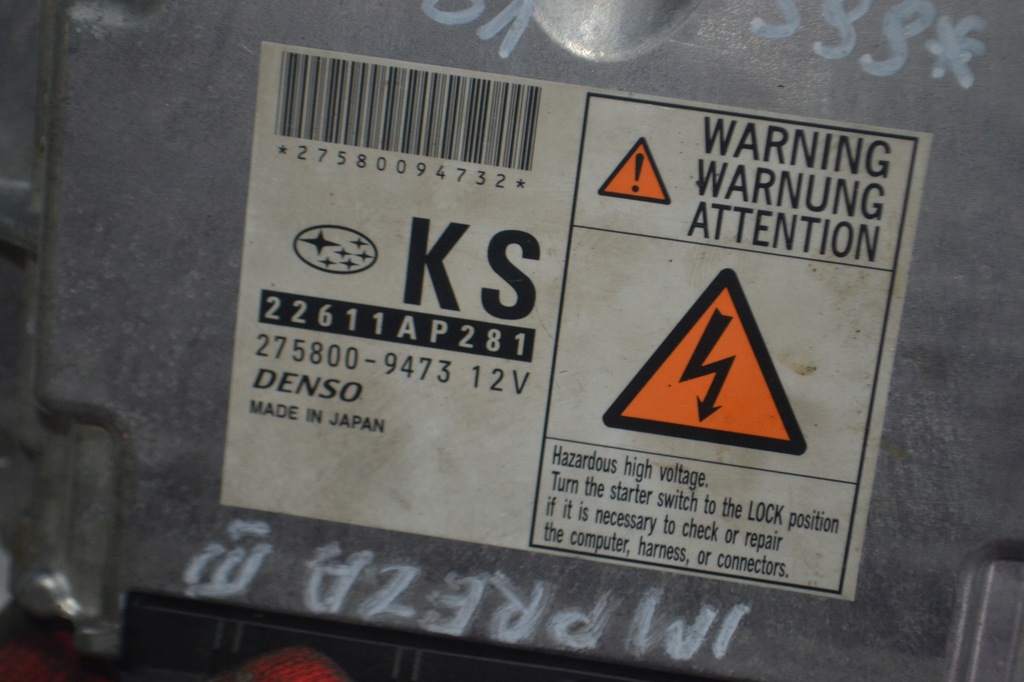 *27580094732*
KS
22611AP281
275800-9473 12V
DENSO
MADE IN JAPAN
WARNING
WARNUNG
ATTENTION
Hazardous high voltage.
Turn the starter switch to the LOCK position
if it is necessary to check or repair
the computer, harness, or connectors.
IMPREZA